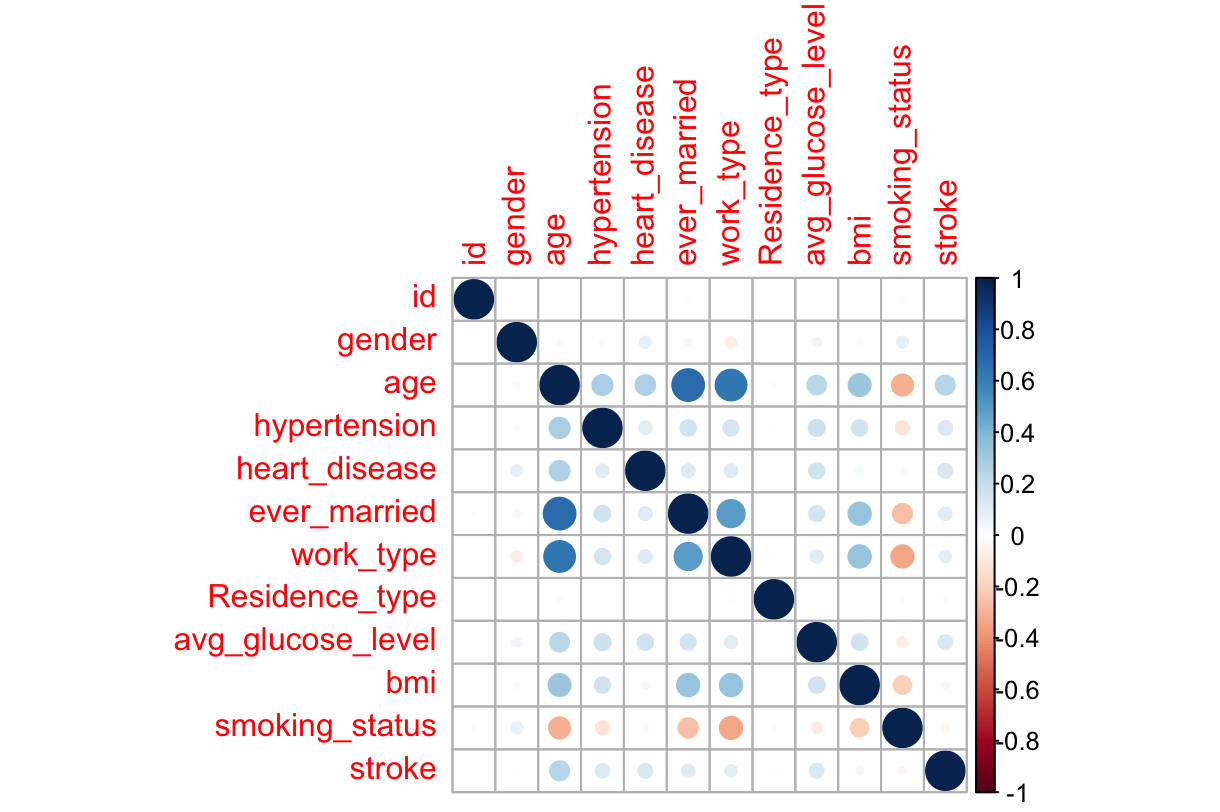 id
gender
age
hypertension
heart_disease
ever_married
work_type
Residence_type
avg_glucose_level
bmi
smoking_status
stroke
id
gender
age
hypertension
heart_disease
ever_married
work_type
Residence_type
avg_glucose_level
bmi
smoking_status
stroke
1
0.8
0.6
0.4
0.2
0
-0.2
-0.4
-0.6
-0.8
-1